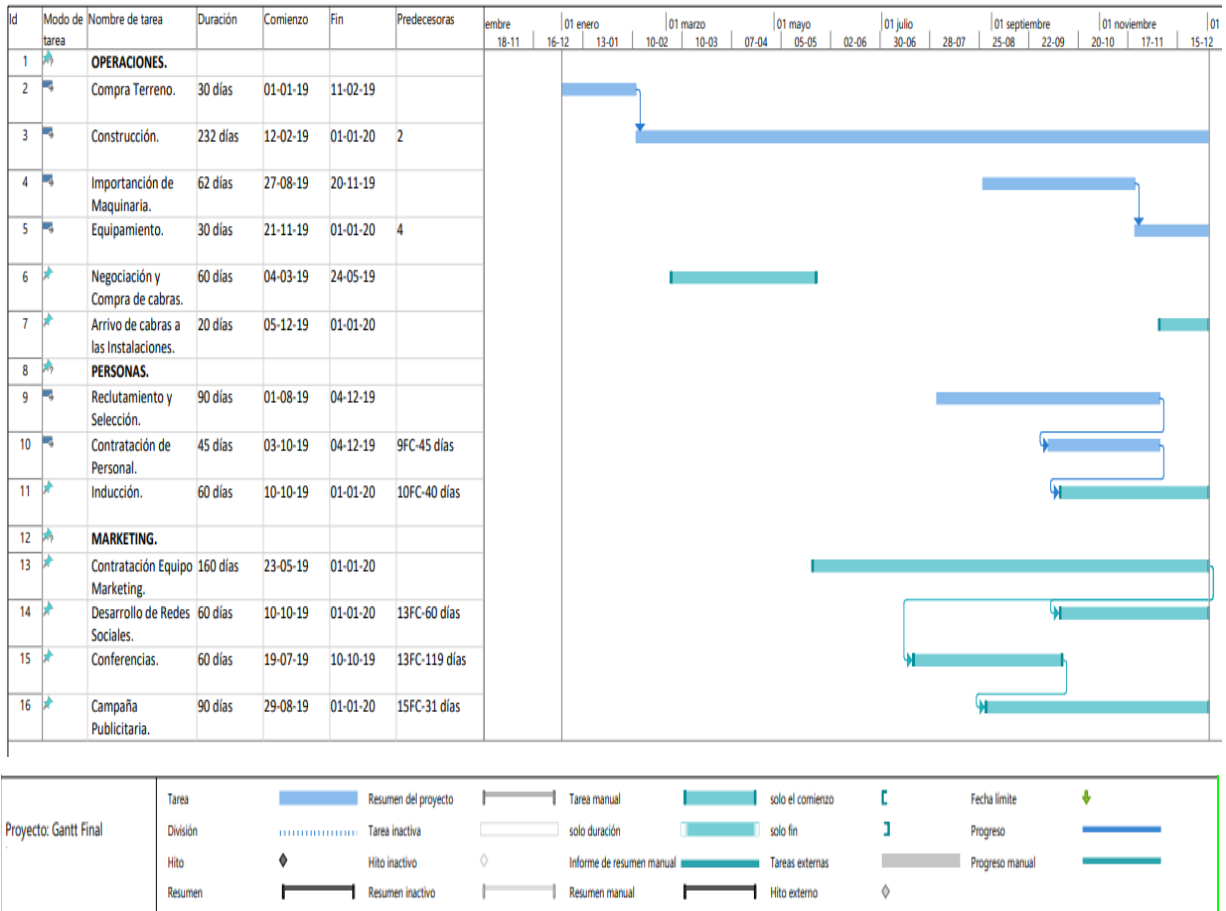 Id Modo de Nombre de tarea Duración Comienzo Fin Predecesoras embre 01 enero 01 marzo 01 mayo 01 julio 01 septiembre 01 noviembre 01
tarea 18-11 16-12 13-01 10-02 10-03 07-04 05-05 02-06 30-06 28-07 25-08 22-09 20-10 17-11 15-12
1 OPERACIONES.
2 Compra Terreno. 30 días 01-01-19 11-02-19
3 Construcción. 232 días 12-02-19 01-01-20 2
4 Importanción de 62 días 27-08-19 20-11-19
Maquinaria.
5 Equipamiento. 30 días 21-11-19 01-01-20 4
6 Negociación y 60 días 04-03-19 24-05-19
Compra de cabras.
7 Arrivo de cabras a 20 días 05-12-19 01-01-20
las Instalaciones.
8 PERSONAS.
9 Reclutamiento y 90 días 01-08-19 04-12-19
Selección.
10 Contratación de 45 días 03-10-19 04-12-19 9FC-45 días
Personal.
11 Inducción. 60 días 10-10-19 01-01-20 10FC-40 días
12 MARKETING.
13 Contratación Equipo 160 días 23-05-19 01-01-20
Marketing.
14 Desarrollo de Redes 60 días 10-10-19 01-01-20 13FC-60 días
Sociales.
15 Conferencias. 60 días 19-07-19 10-10-19 13FC-119 días
16 Campaña 90 días 29-08-19 01-01-20 15FC-31 días
Publicitaria.
Proyecto: Gantt Final
Tarea Resumen del proyecto Tarea manual solo el comienzo Fecha límite
División Tarea inactiva solo duración solo fin Progreso
Hito Hito inactivo Informe de resumen manual Tareas externas Progreso manual
Resumen Resumen inactivo Resumen manual Hito externo